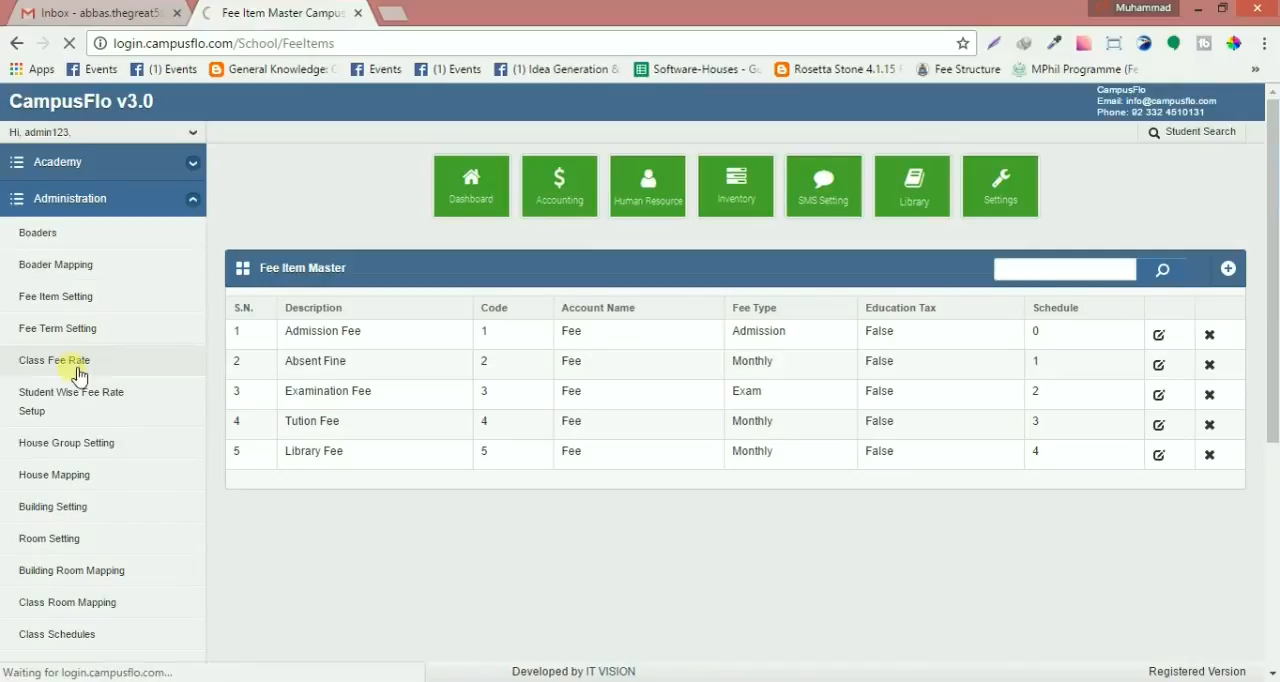 Inbox - abbas.thegreat5
Fee Item Master Campus
Muhammad
login.campusflo.com/School/FeeItems
Apps
Events
(1) Events
General Knowledge:
Events
(1) Events
(1) Idea Generation &
Software-Houses - Go
Rosetta Stone 4.1.15
Fee Structure
MPhil Programme (Fe
»
CampusFlo v3.0
CampusFlo
Email: info@campusflo.com
Phone: 92 332 4510131
Hi, admin123,
Student Search
Academy
Administration
Boaders
Boader Mapping
Fee Item Setting
Fee Term Setting
Class Fee Rate
Student Wise Fee Rate
Setup
House Group Setting
House Mapping
Building Setting
Room Setting
Building Room Mapping
Class Room Mapping
Class Schedules
Dashboard
Accounting
Human Resource
Inventory
SMS Setting
Library
Settings
Fee Item Master
S.N. Description Code Account Name Fee Type Education Tax Schedule
1 Admission Fee 1 Fee Admission False 0
2 Absent Fine 2 Fee Monthly False 1
3 Examination Fee 3 Fee Exam False 2
4 Tution Fee 4 Fee Monthly False 3
5 Library Fee 5 Fee Monthly False 4
Waiting for login.campusflo.com...
Developed by IT VISION
Registered Version